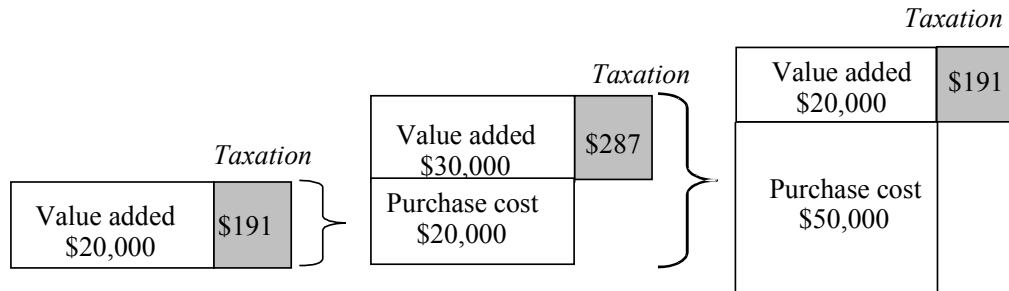 Taxation
Value added
$20,000
$191
Taxation
Value added
$30,000
$287
Purchase cost
$20,000
Taxation
Value added
$20,000
$191
Purchase cost
$50,000